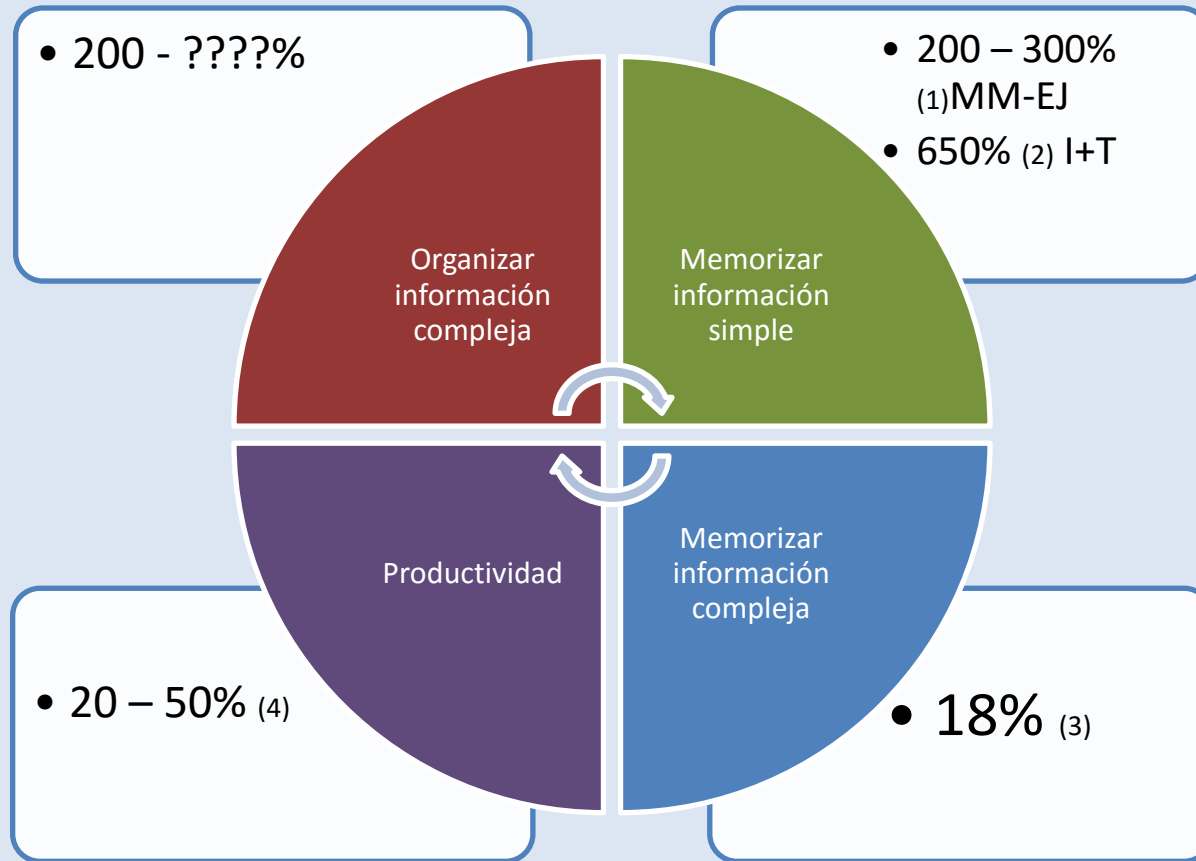 • 200 - ????%
• 200 – 300%
(1)MM-EJ
• 650% (2) I+T
Organizar
información
compleja
Memorizar
información
simple
Productividad
Memorizar
información
compleja
• 20 – 50% (4)
• 18% (3)